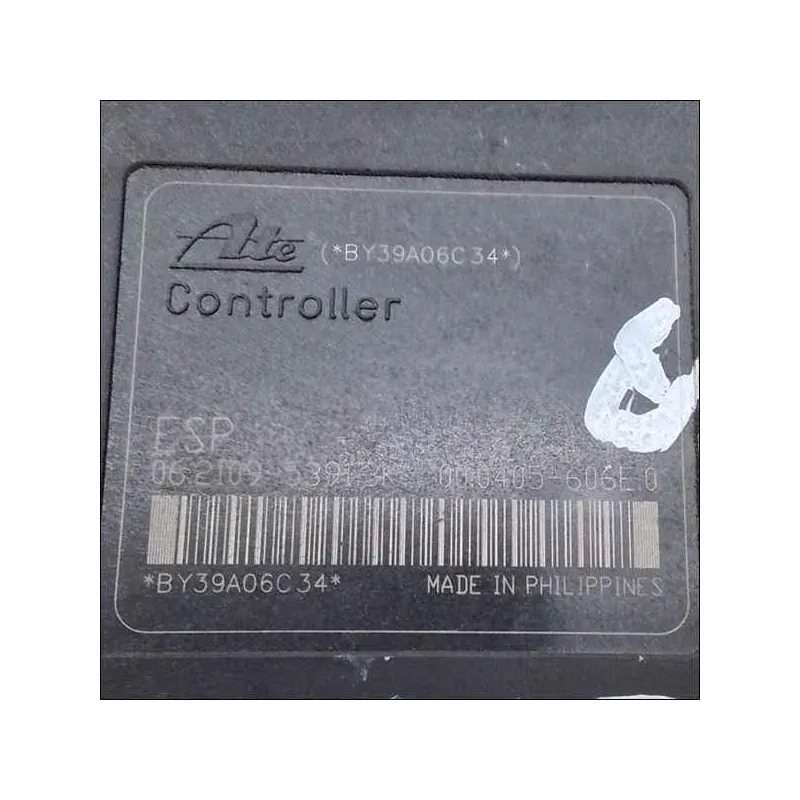 Ate (*BY39A06C34*)
Controller
ESP
*BY39A06C34* MADE IN PHILIPPINES